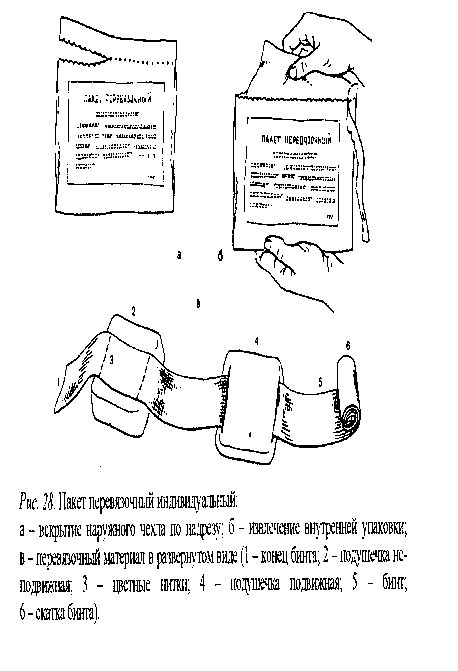 ПАКЕТ ПЕРЕВЯЗОЧНЫЙ
ПАКЕТ ПЕРЕВЯЗОЧНЫЙ
а
б
в
2
1
3
4
5
6
Рис. 28. Пакет перевязочный индивидуальный:
а – вскрытие наружного чехла по надрезу; б – извлечение внутренней упаковки;
в – перевязочный материал в развернутом виде (1 – конец бинта; 2 – подушечка не-
подвижная; 3 – цветные нитки; 4 – подушечка подвижная; 5 – бинт;
6 – скатка бинта).